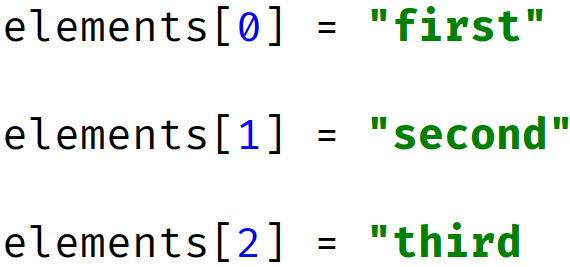 elements[0] = "first"
elements[1] = "second"
elements[2] = "third